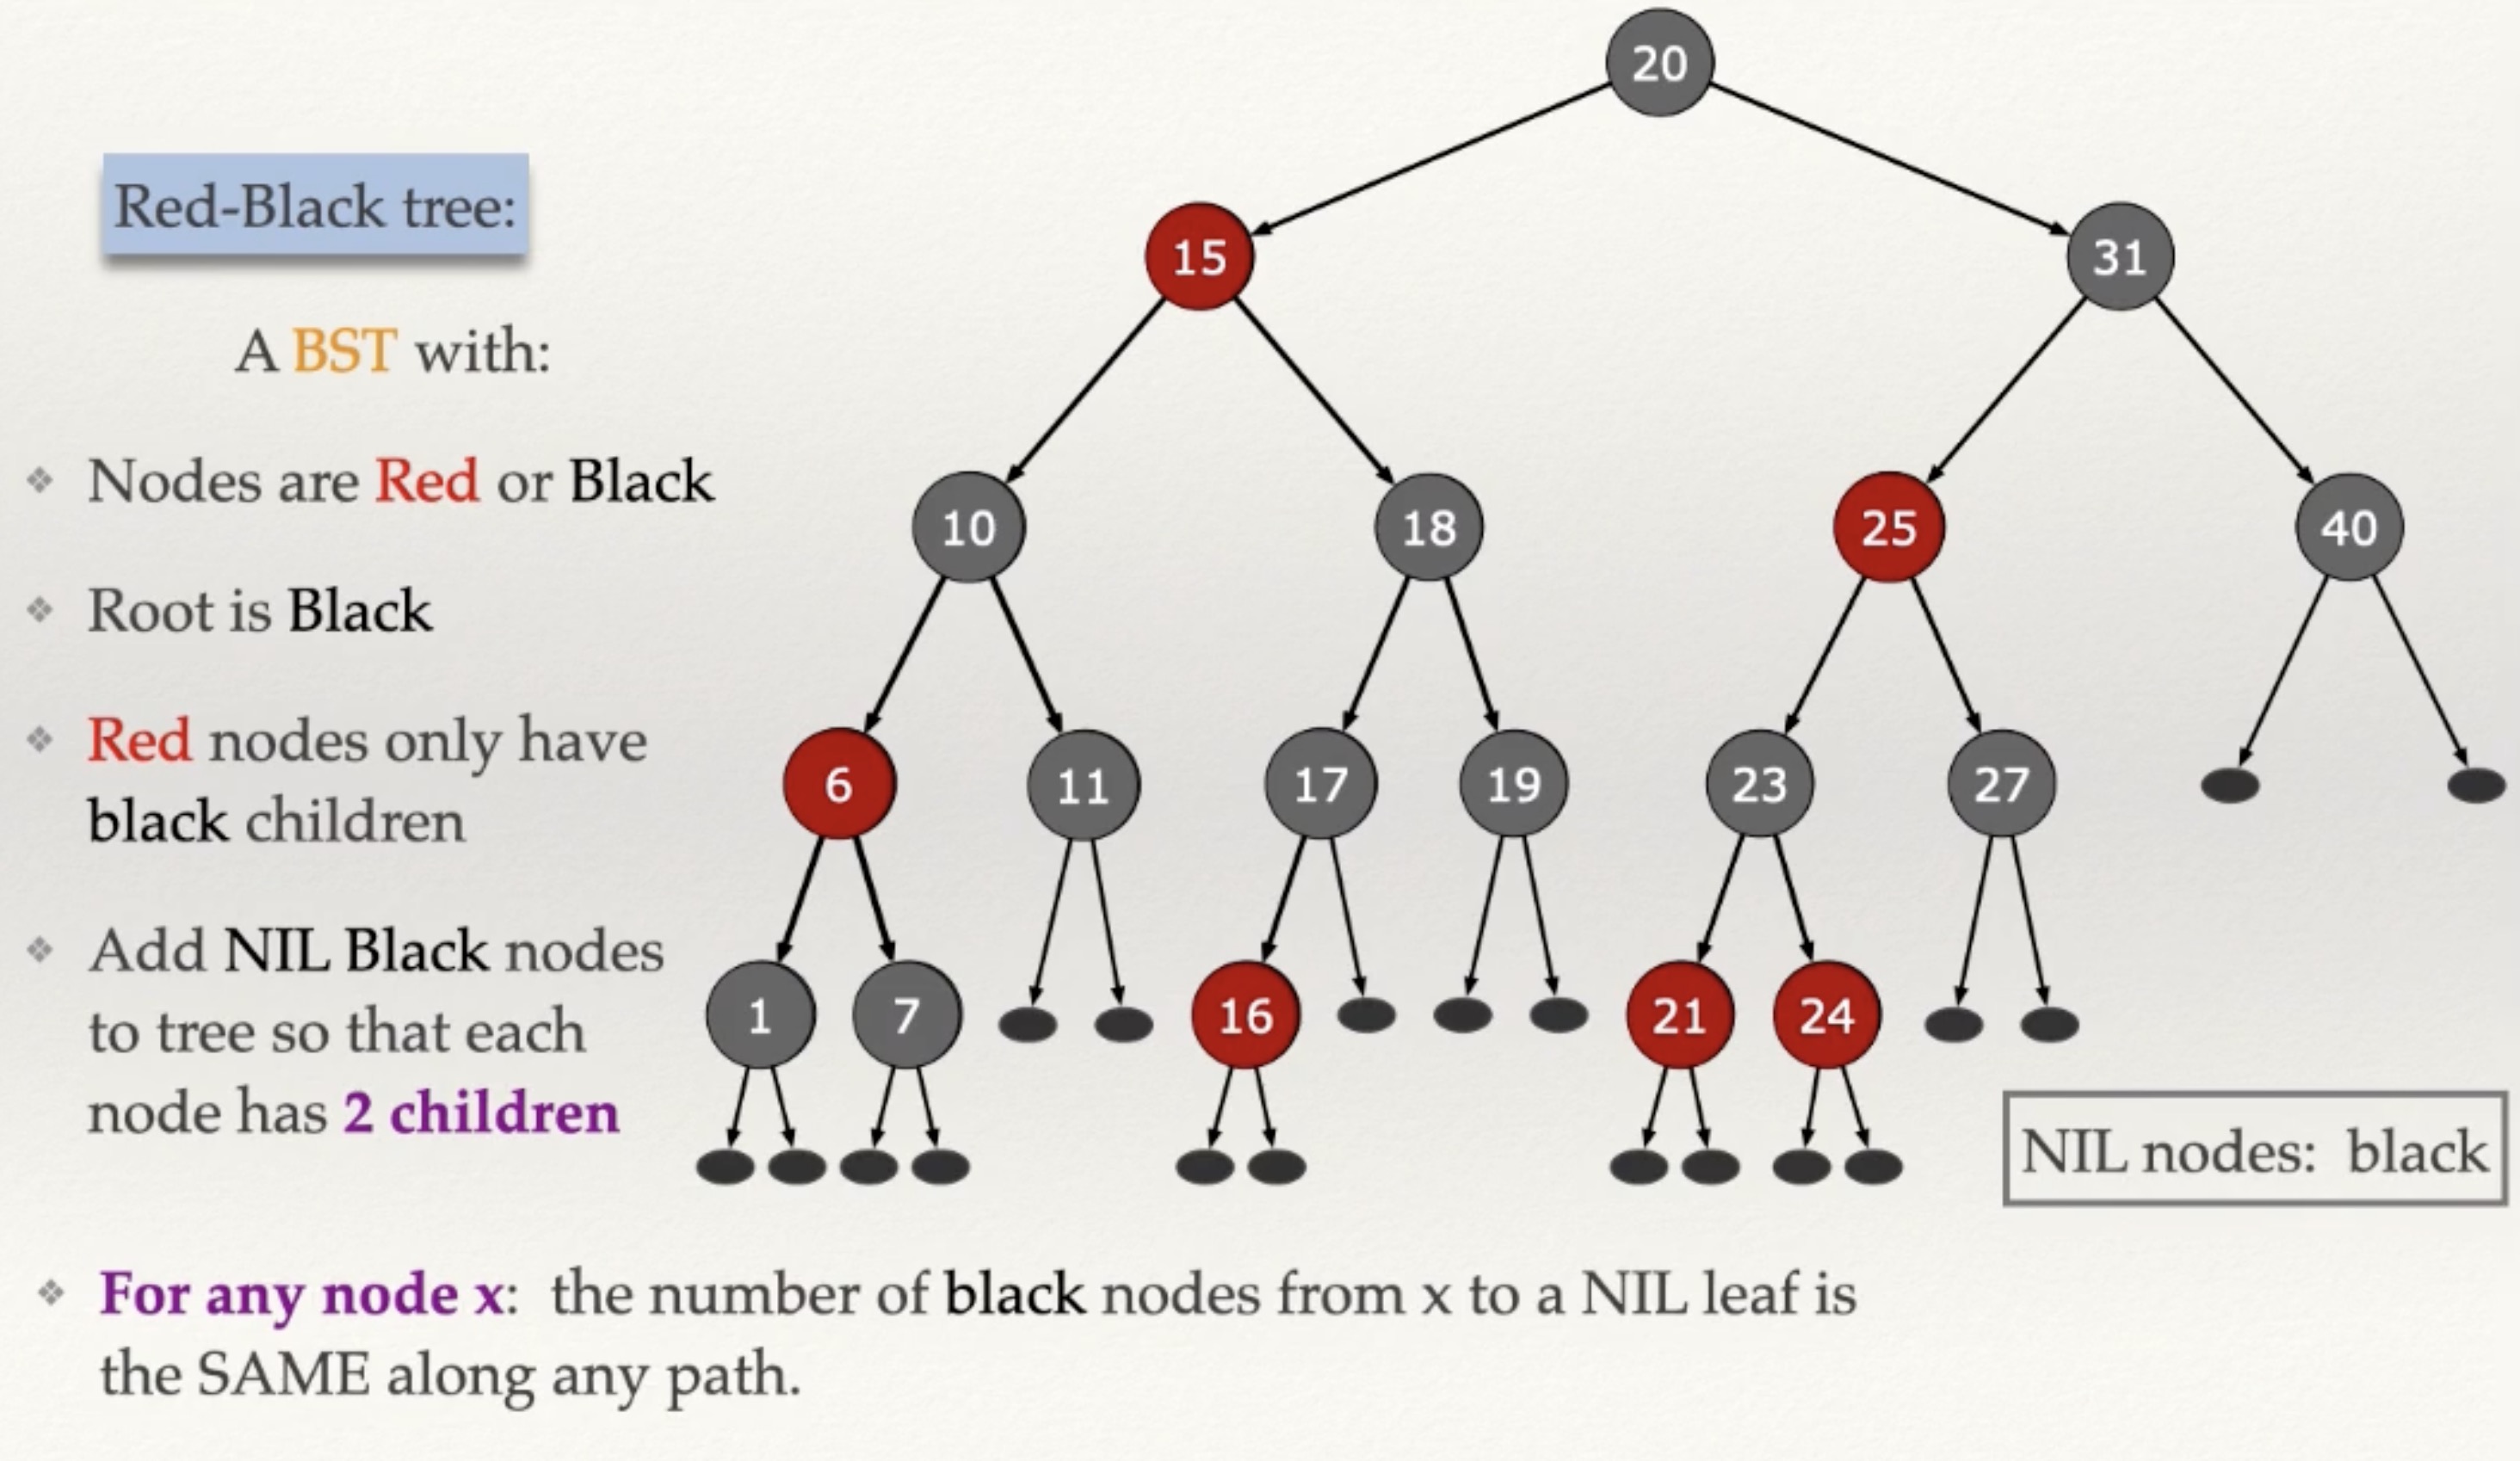 Red-Black tree:
A BST with:
❖ Nodes are Red or Black
❖ Root is Black
❖ Red nodes only have
black children
❖ Add NIL Black nodes
to tree so that each
node has 2 children
❖ For any node x: the number of black nodes from x to a NIL leaf is
the SAME along any path.
20
15 31
10 18 25 40
6 11 17 19 23 27
1 7 16 21 24
NIL nodes: black